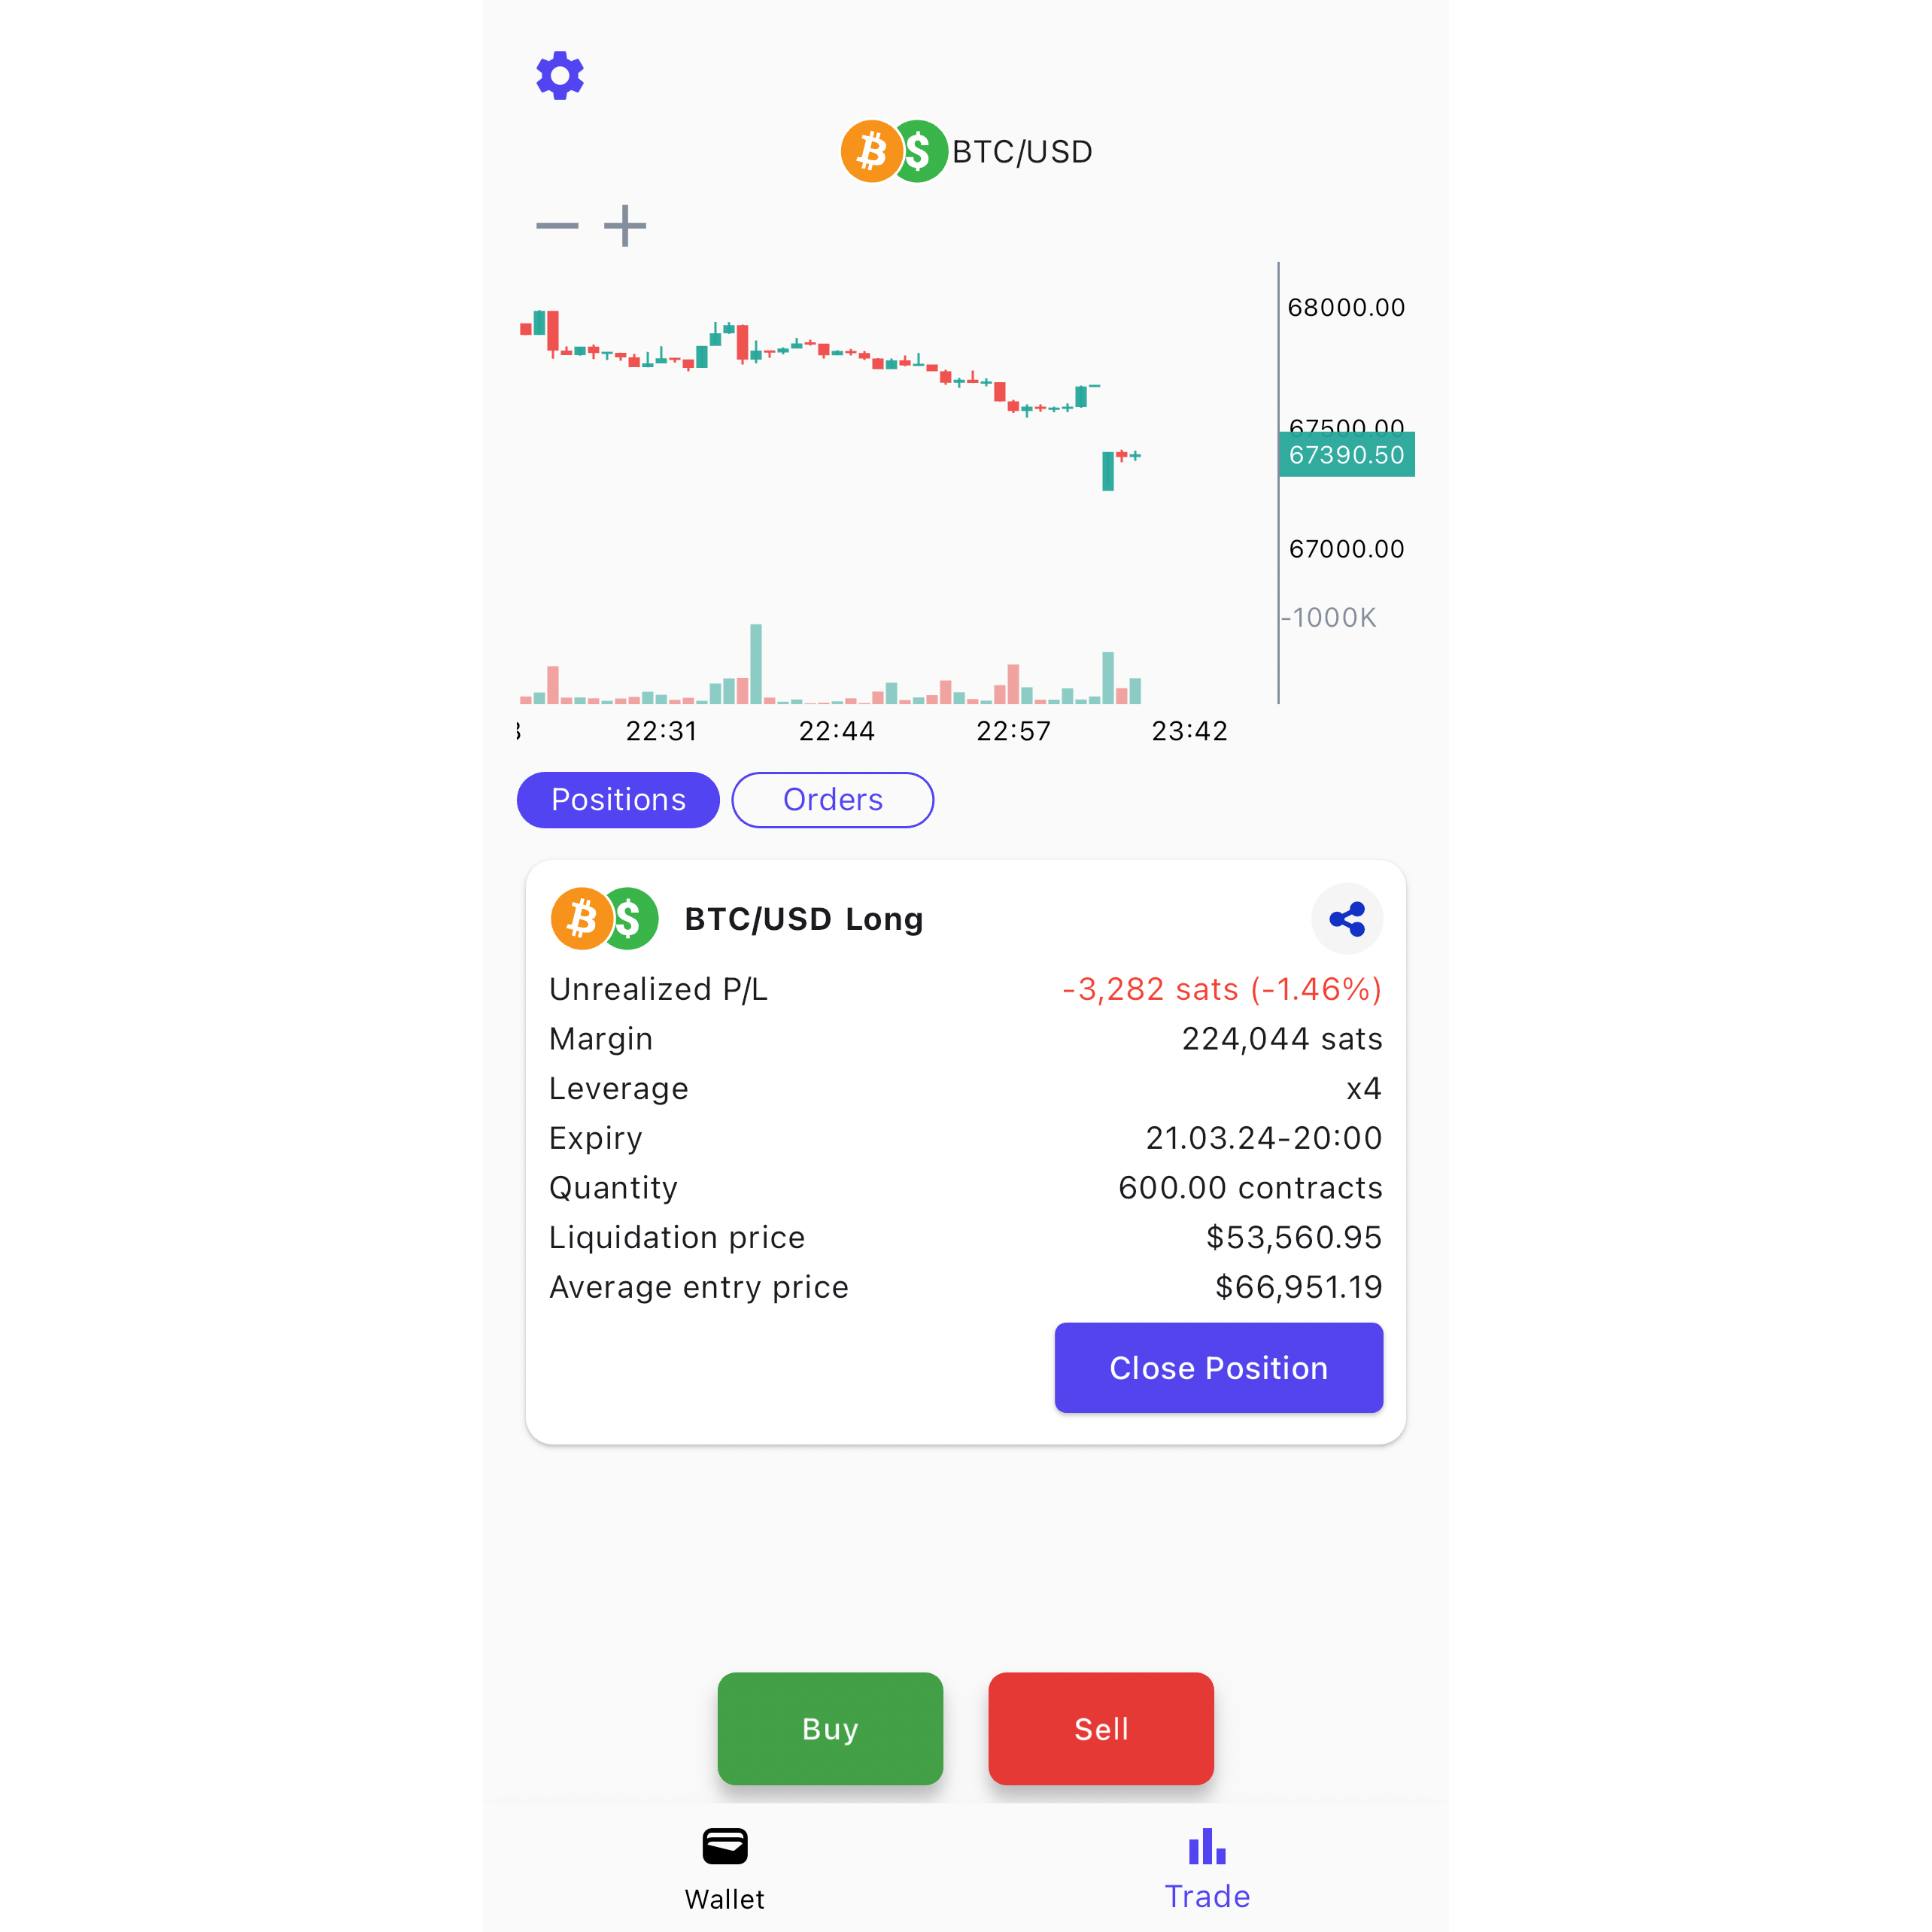 BTC/USD
68000.00
67500.00
67390.50
67000.00
-1000K
22:31 22:44 22:57 23:42
Positions Orders
BTC/USD Long
Unrealized P/L -3,282 sats (-1.46%)
Margin 224,044 sats
Leverage x4
Expiry 21.03.24-20:00
Quantity 600.00 contracts
Liquidation price $53,560.95
Average entry price $66,951.19
Close Position
Buy Sell
Wallet Trade